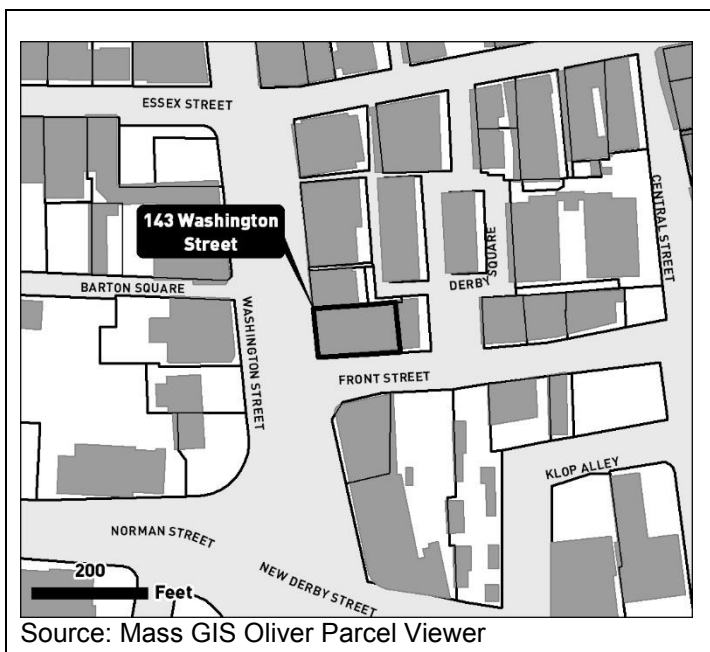 ESSEX STREET
143 Washington
Street
CENTRAL STREET
DERBY
SQUARE
BARTON SQUARE
WASHINGTON STREET
FRONT STREET
KLOP ALLEY
NORMAN STREET
NEW DERBY STREET
200
Feet
Source: Mass GIS Oliver Parcel Viewer